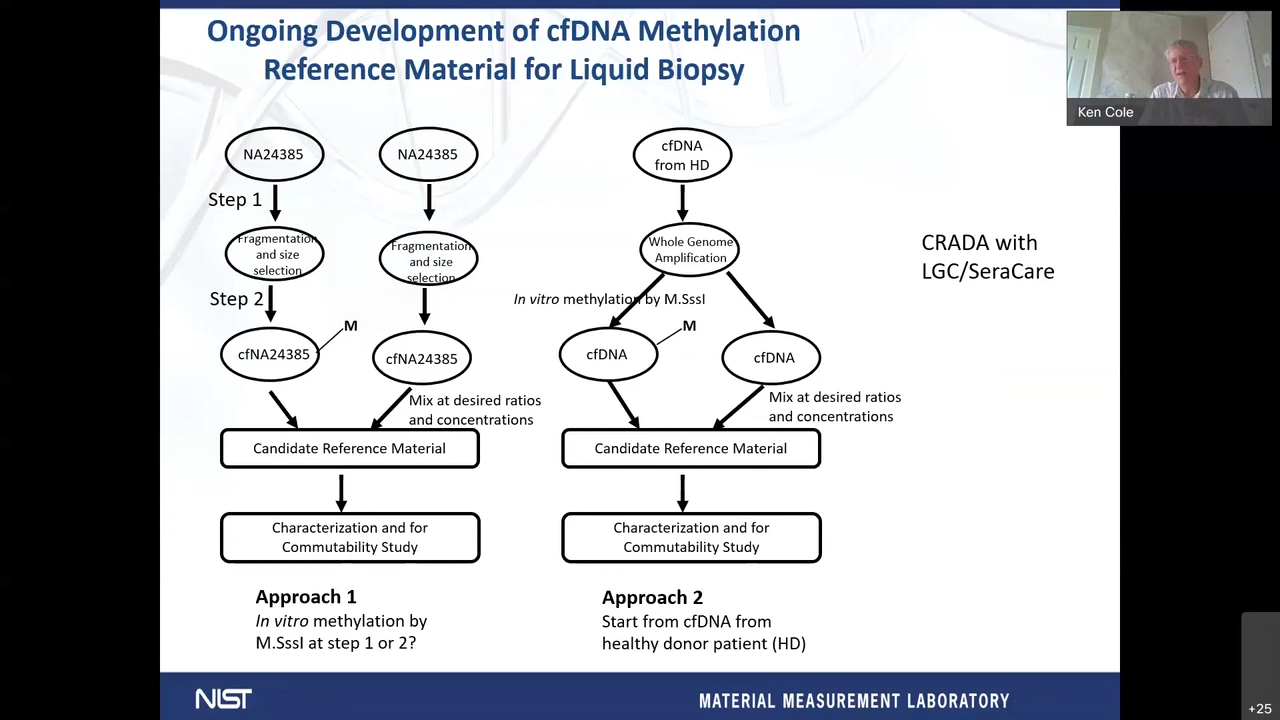 Ongoing Development of cfDNA Methylation
Reference Material for Liquid Biopsy
Ken Cole
NA24385
NA24385
cfDNA
from HD
Step 1
Fragmentation
and size
selection
Fragmentation
and size
selection
Whole Genome
Amplification
CRADA with
LGC/SeraCare
Step 2
In vitro methylation by M.SssI
M
M
cfNA24385
cfNA24385
cfDNA
cfDNA
Mix at desired ratios
and concentrations
Mix at desired ratios
and concentrations
Candidate Reference Material
Candidate Reference Material
Characterization and for
Commutability Study
Characterization and for
Commutability Study
Approach 1
In vitro methylation by
M.SssI at step 1 or 2?
Approach 2
Start from cfDNA from
healthy donor patient (HD)
NIST
MATERIAL MEASUREMENT LABORATORY
+25